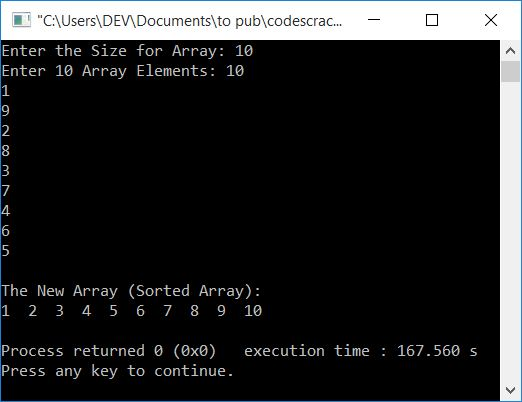 "C:\Users\DEV\Documents\to pub\codescrac...
Enter the Size for Array: 10
Enter 10 Array Elements: 10
1
9
2
8
3
7
4
6
5
The New Array (Sorted Array):
1  2  3  4  5  6  7  8  9  10
Process returned 0 (0x0)   execution time : 167.560 s
Press any key to continue.